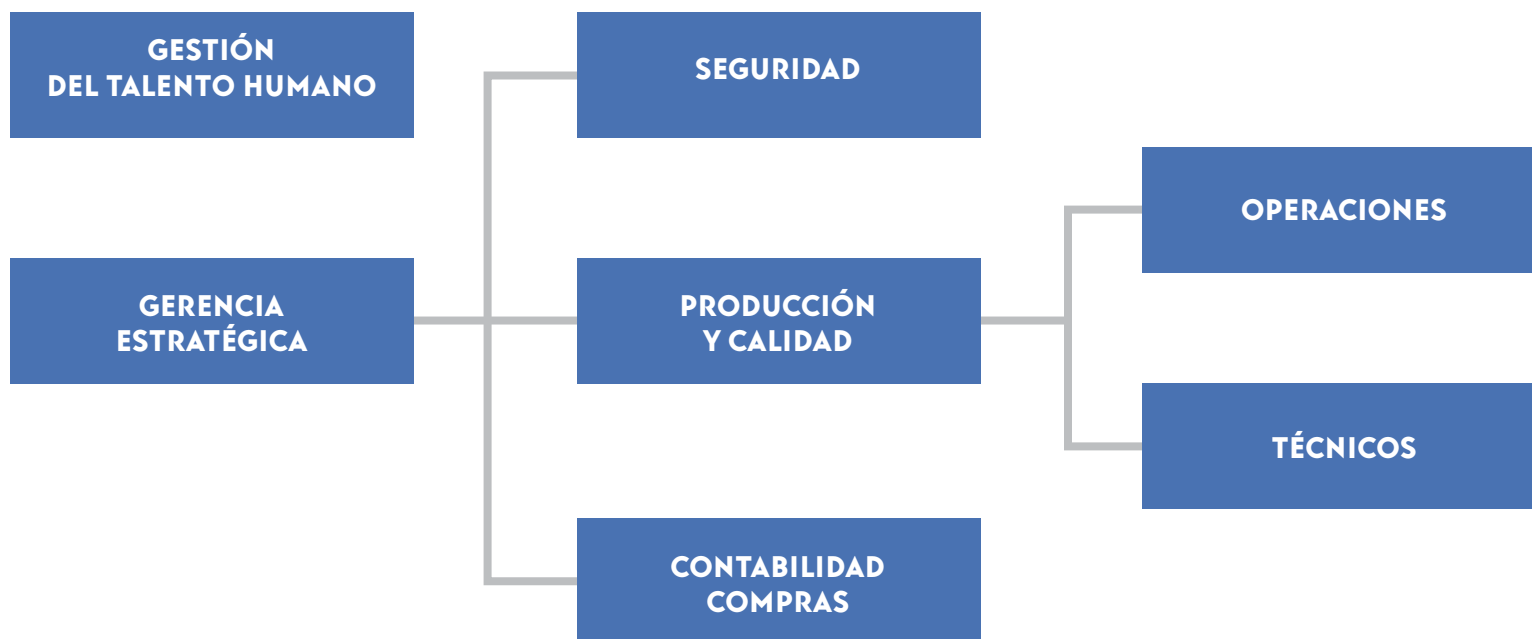 GESTIÓN
DEL TALENTO HUMANO
SEGURIDAD
OPERACIONES
GERENCIA
ESTRATÉGICA
PRODUCCIÓN
Y CALIDAD
TÉCNICOS
CONTABILIDAD
COMPRAS